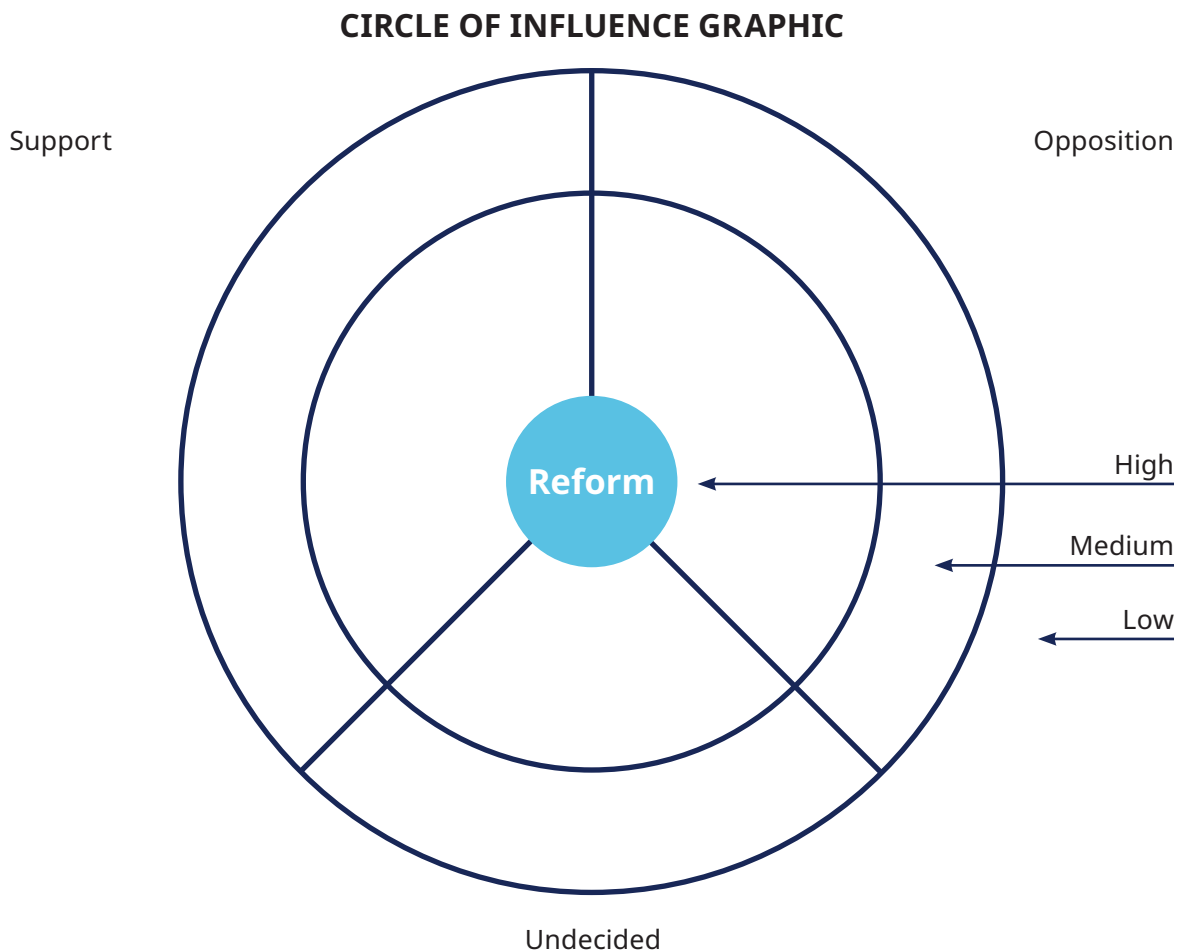 CIRCLE OF INFLUENCE GRAPHIC
Support
Opposition
High
Reform
Medium
Low
Undecided